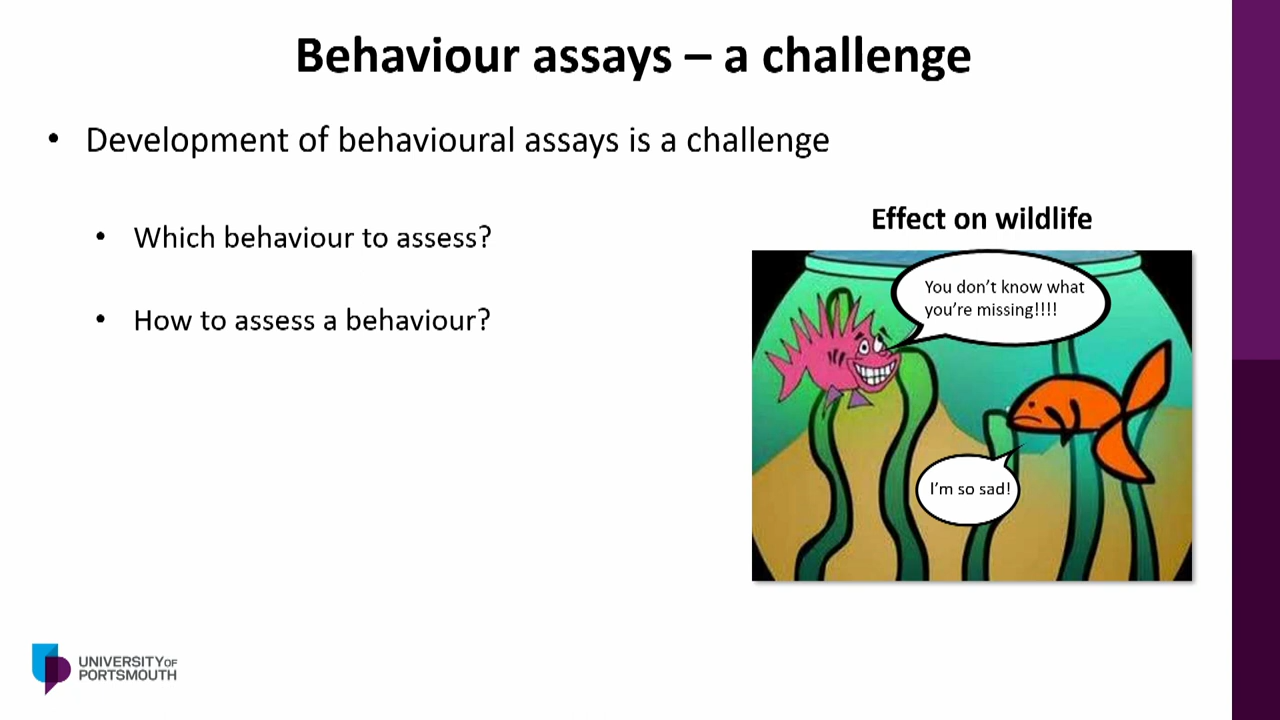 Behaviour assays – a challenge
• Development of behavioural assays is a challenge
• Which behaviour to assess?
• How to assess a behaviour?
Effect on wildlife
You don't know what
you're missing!!!!
I'm so sad!
UNIVERSITY OF
PORTSMOUTH